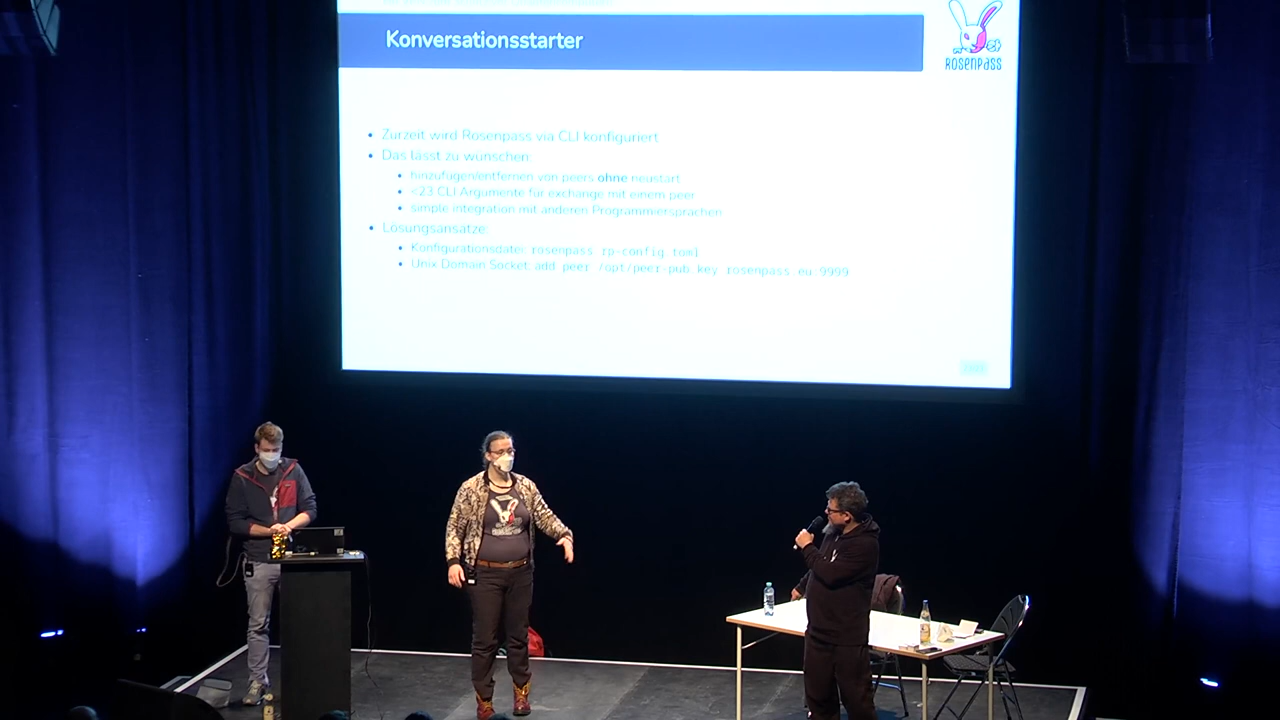 Konversationsstarter
ROSENPASS
• Zurzeit wird Rosenpass via CLI konfiguriert
• Das lässt zu wünschen:
• hinzufügen/entfernen von peers ohne neustart
• <23 CLI Argumente für exchange mit einem peer
• simple integration mit anderen Programmiersprachen
• Lösungsansätze:
• Konfigurationsdatei: rosenpass rp-config.toml
• Unix Domain Socket: add peer /opt/peer-pub.key rosenpass.eu:9999